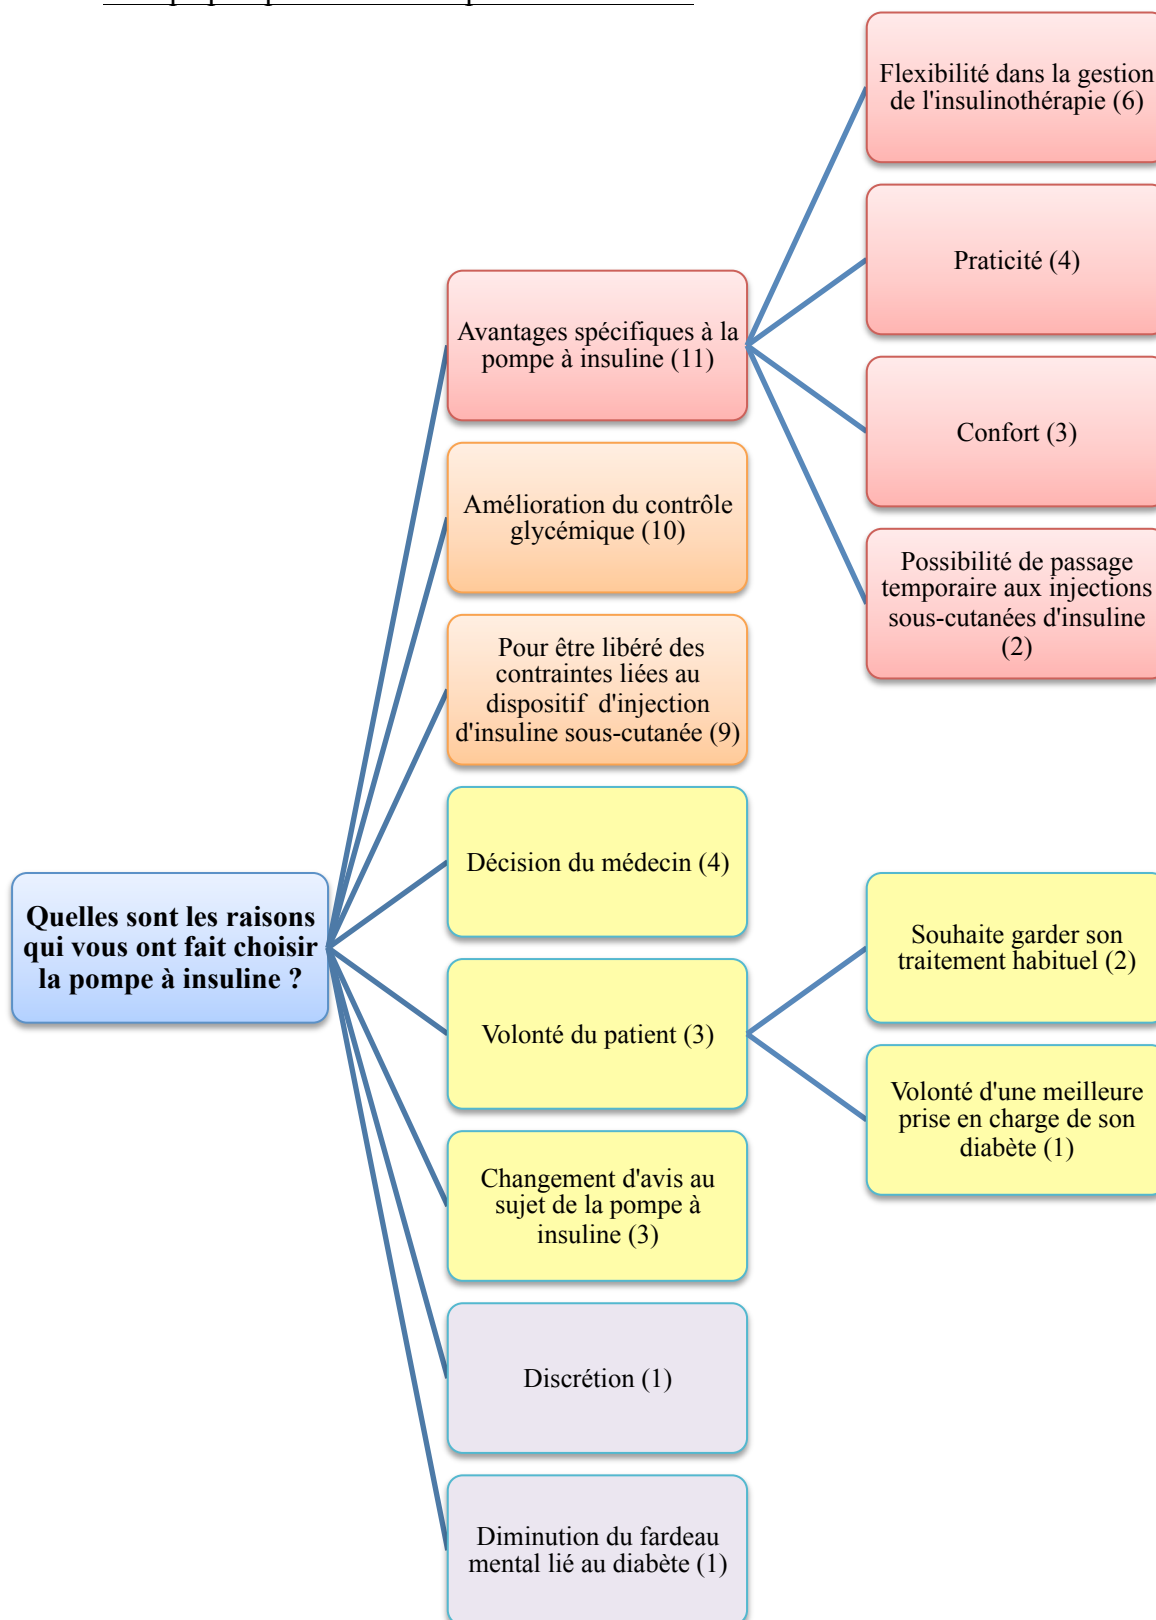 Quelles sont les raisons
qui vous ont fait choisir
la pompe à insuline ?
Avantages spécifiques à la
pompe à insuline (11)
Flexibilité dans la gestion
de l'insulinothérapie (6)
Praticité (4)
Confort (3)
Possibilité de passage
temporaire aux injections
sous-cutanées d'insuline
(2)
Amélioration du contrôle
glycémique (10)
Pour être libéré des
contraintes liées au
dispositif d'injection
d'insuline sous-cutanée (9)
Décision du médecin (4)
Volonté du patient (3)
Souhaite garder son
traitement habituel (2)
Volonté d'une meilleure
prise en charge de son
diabète (1)
Changement d'avis au
sujet de la pompe à
insuline (3)
Discrétion (1)
Diminution du fardeau
mental lié au diabète (1)